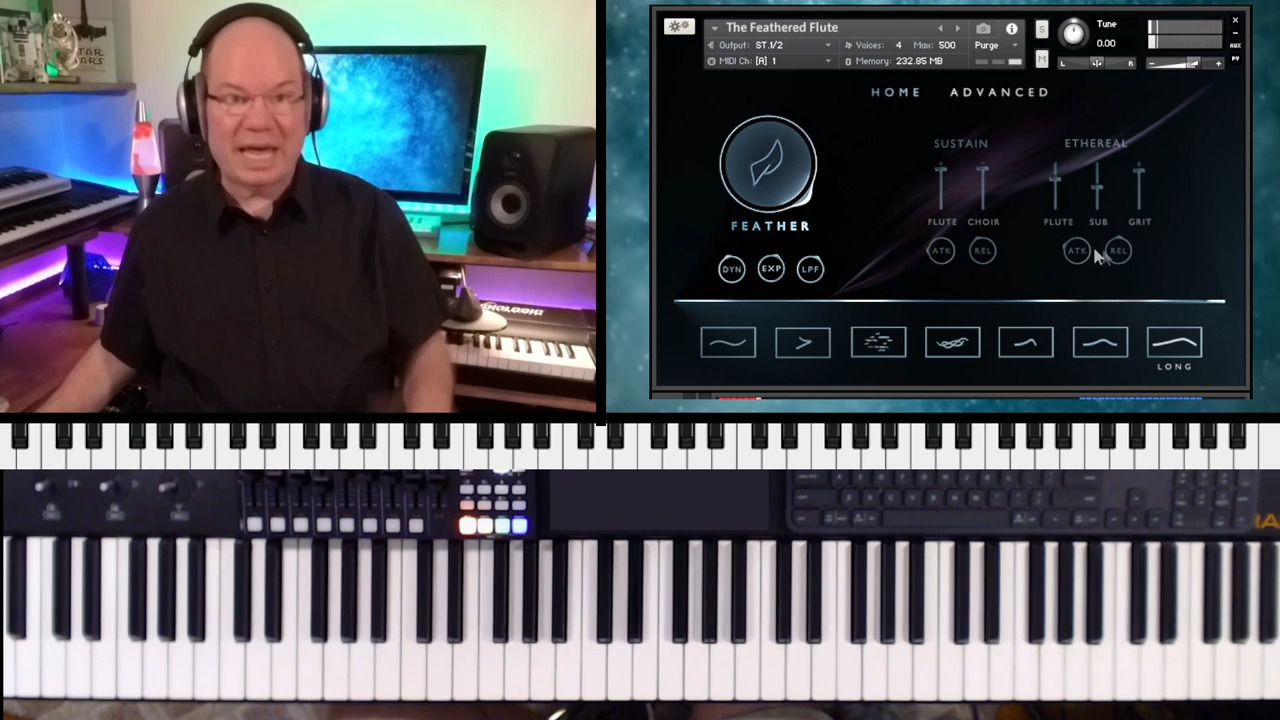 STAR
WARS
The Feathered Flute
Output: ST.1/2
Voices: 4 Max: 500
Purge
MIDI Ch: [A] 1
Memory: 232.85 MB
S
M
Tune
0.00
L R
AUX
PV
HOME ADVANCED
FEATHER
DYN EXP LPF
SUSTAIN
FLUTE CHOIR
ATK REL
ETHEREAL
FLUTE SUB GRIT
ATK REL
LONG